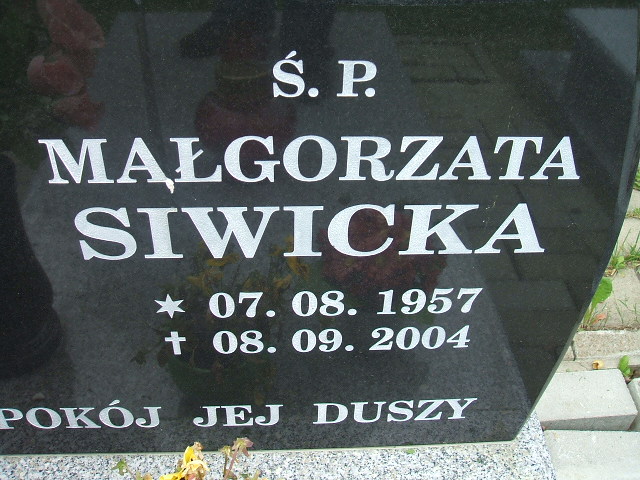 Ś. P.
MAŁGORZATA
SIWICKA
✶ 07. 08. 1957
✝ 08. 09. 2004
POKÓJ JEJ DUSZY